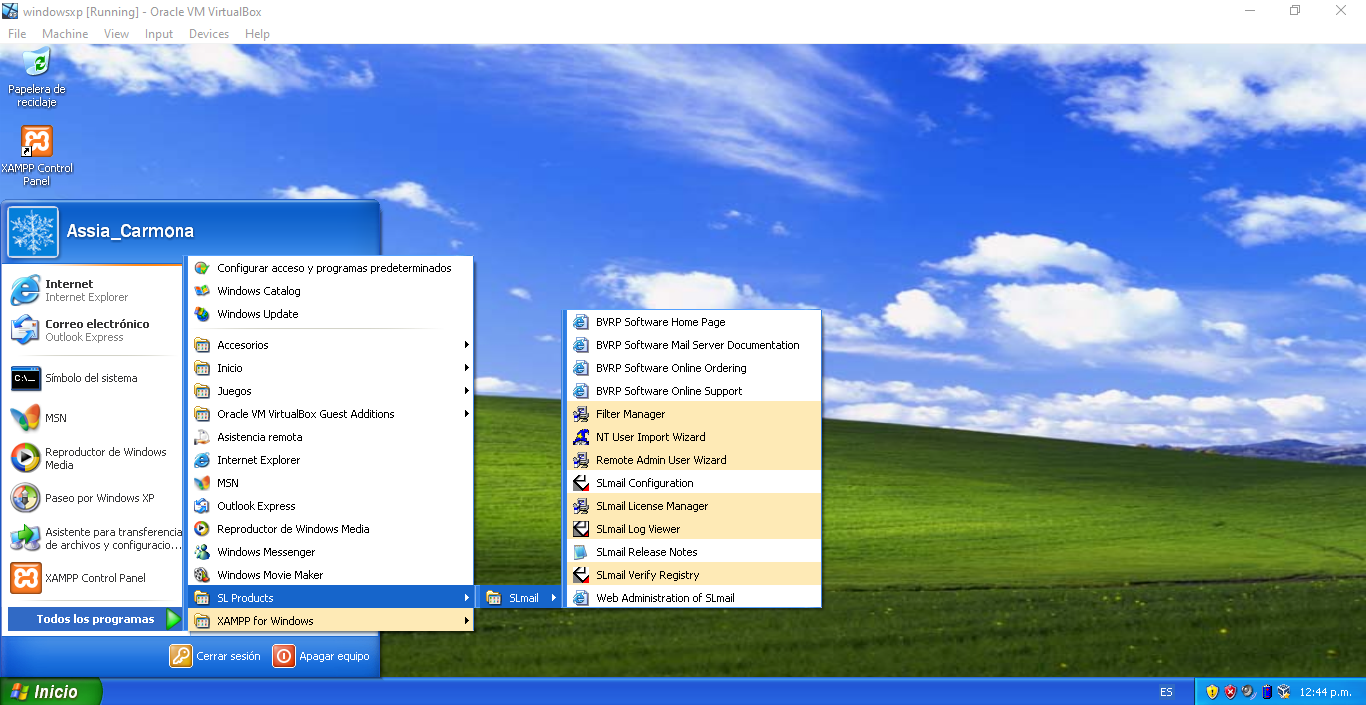 windowsxp [Running] - Oracle VM VirtualBox
File Machine View Input Devices Help
Papelera de
reciclaje
XAMPP Control
Panel
Assia_Carmona
Internet
Internet Explorer
Correo electrónico
Outlook Express
Símbolo del sistema
MSN
Reproductor de Windows
Media
Paseo por Windows XP
Asistente para transferencia
de archivos y configuracio...
XAMPP Control Panel
Todos los programas
Configurar acceso y programas predeterminados
Windows Catalog
Windows Update
Accesorios
Inicio
Juegos
Oracle VM VirtualBox Guest Additions
Asistencia remota
Internet Explorer
MSN
Outlook Express
Reproductor de Windows Media
Windows Messenger
Windows Movie Maker
SL Products
XAMPP for Windows
SLmail
BVRP Software Home Page
BVRP Software Mail Server Documentation
BVRP Software Online Ordering
BVRP Software Online Support
Filter Manager
NT User Import Wizard
Remote Admin User Wizard
SLmail Configuration
SLmail License Manager
SLmail Log Viewer
SLmail Release Notes
SLmail Verify Registry
Web Administration of SLmail
Cerrar sesión
Apagar equipo
Inicio
ES
12:44 p.m.